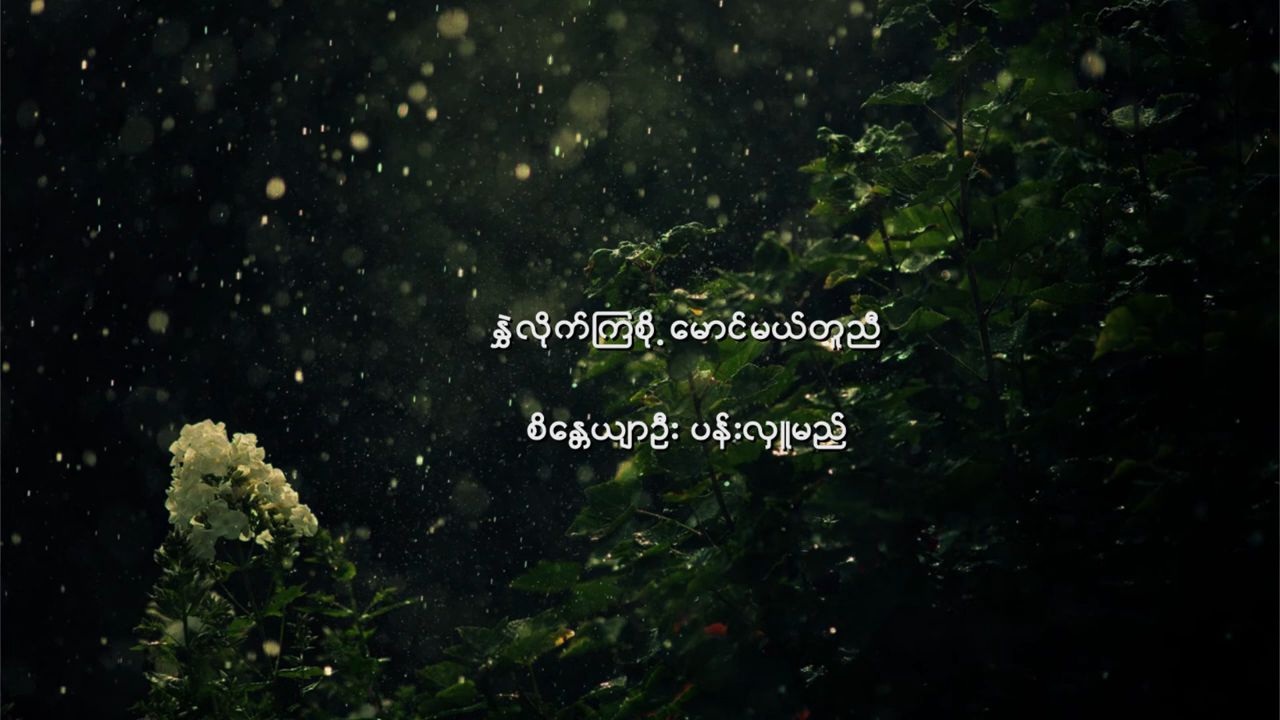 နွှဲလိုက်ကြစို့ မောင်မယ်တူညီ
စိန္တေယျာဦး ပန်းလှူမည်